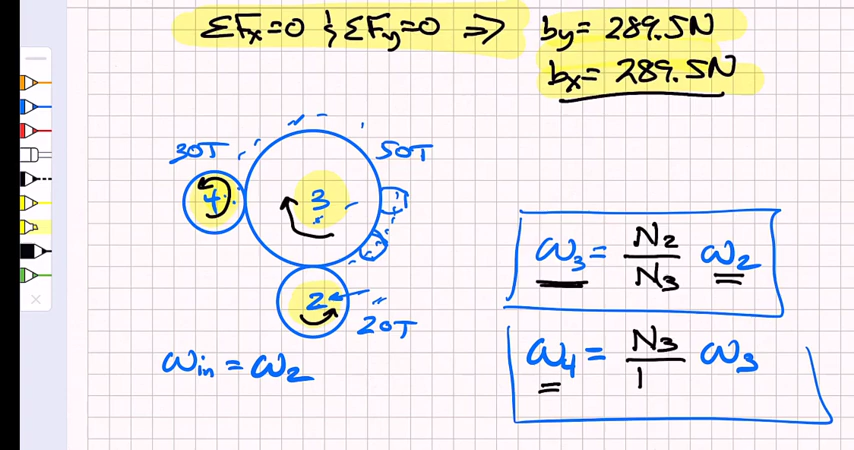 ΣFx=0 & ΣFy=0 => by= 289.5N
bx= 289.5N
30T
50T
4
3
2
20T
ω3= N2/N3 ω2
ω4= N3/ ω3
ωin = ω2